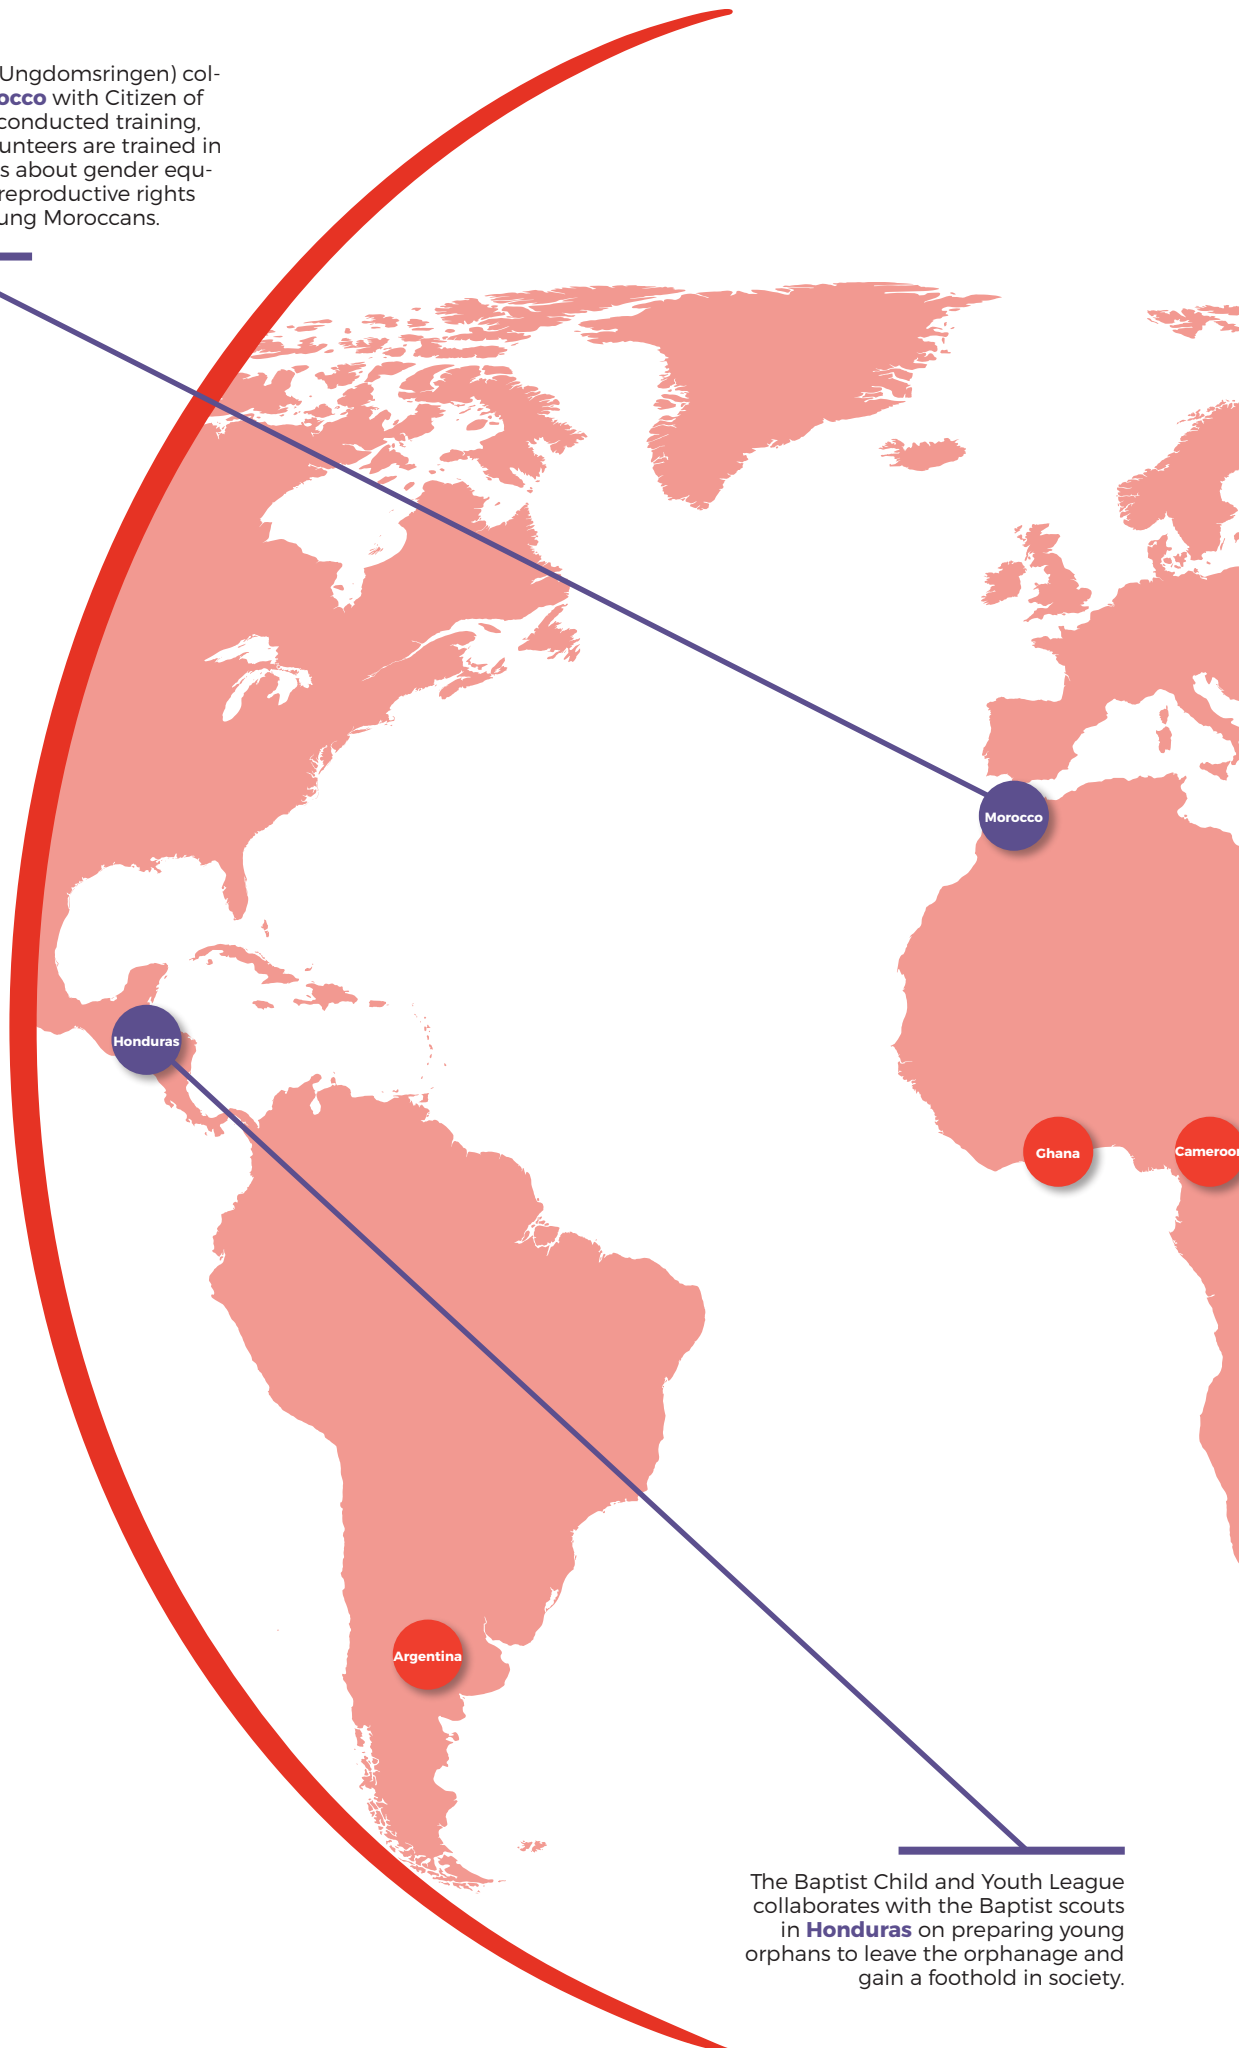 Ungdomsringen) col-
occo with Citizen of
conducted training,
unteers are trained in
s about gender equ-
reproductive rights
ung Moroccans.
Morocco
Honduras
Ghana
Cameroon
Argentina
The Baptist Child and Youth League
collaborates with the Baptist scouts
in Honduras on preparing young
orphans to leave the orphanage and
gain a foothold in society.